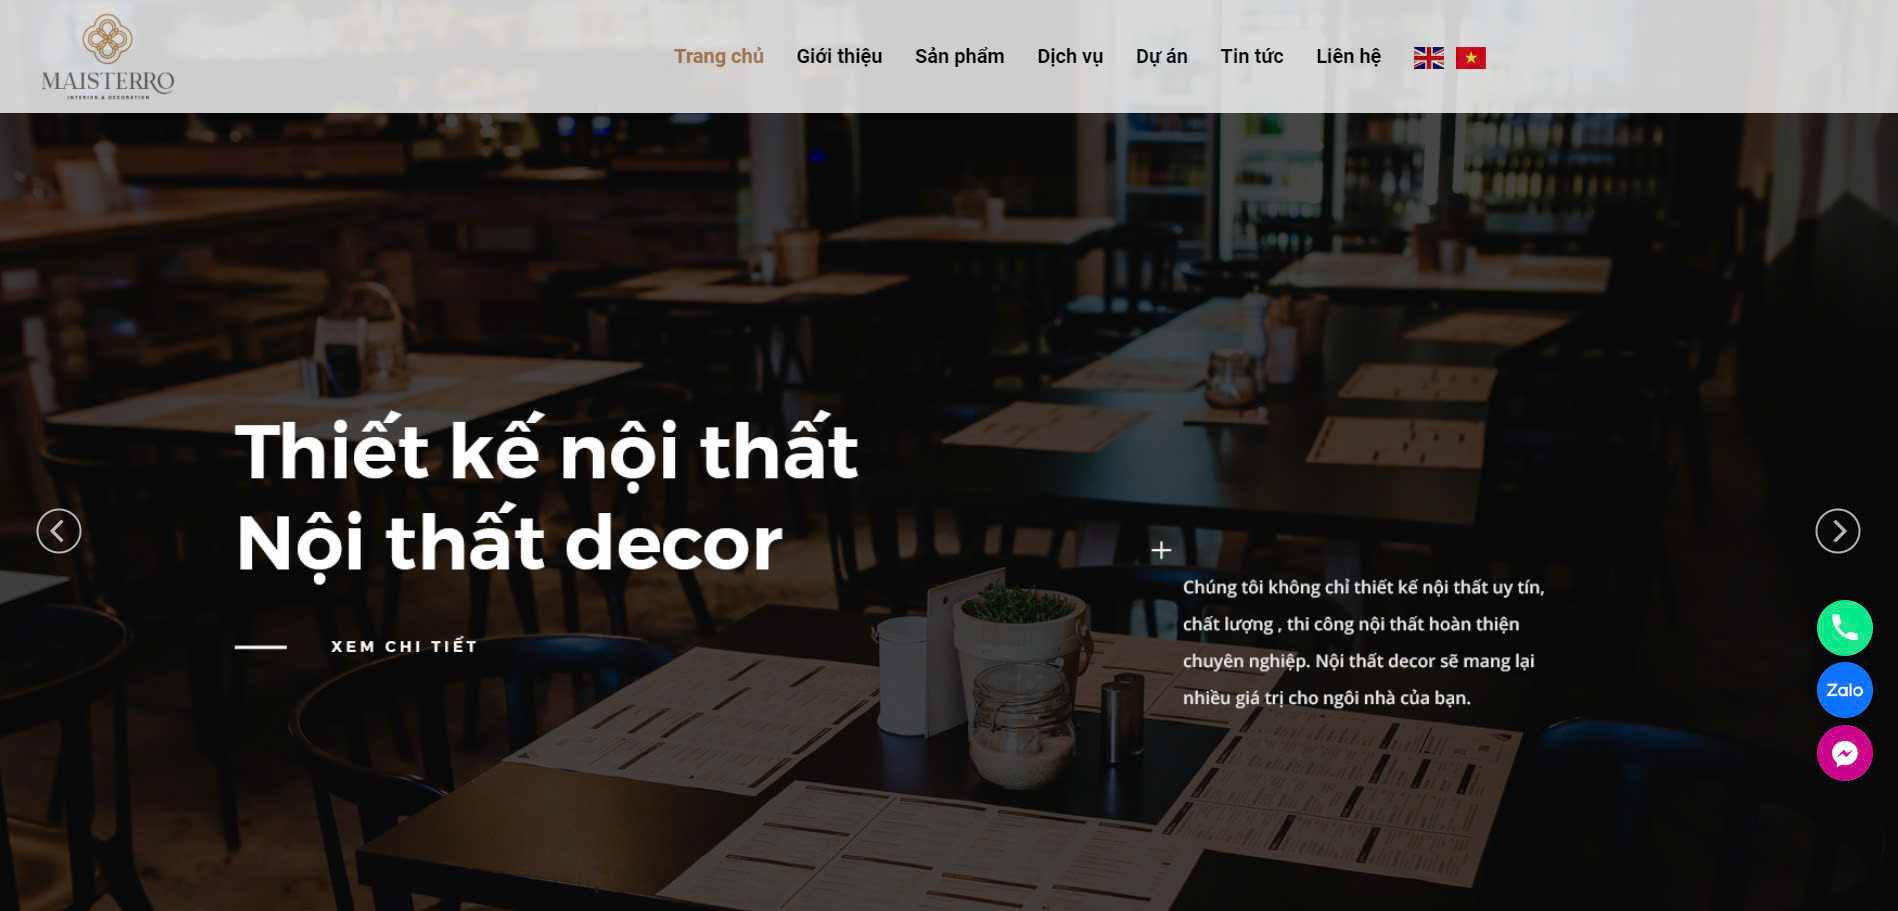 MAISTERRO
INTERIOR & DECORATION
Trang chủ Giới thiệu Sản phẩm Dịch vụ Dự án Tin tức Liên hệ
Thiết kế nội thất
Nội thất decor
XEM CHI TIẾT
Chúng tôi không chỉ thiết kế nội thất uy tín,
chất lượng , thi công nội thất hoàn thiện
chuyên nghiệp. Nội thất decor sẽ mang lại
nhiều giá trị cho ngôi nhà của bạn.
Zalo